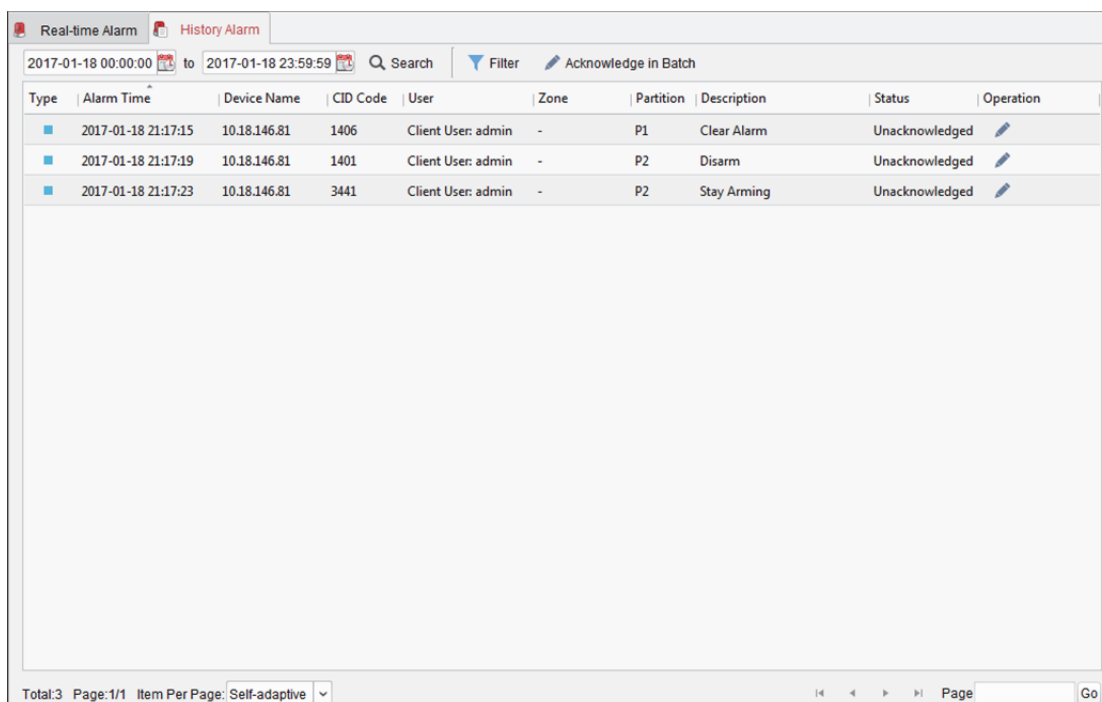 Real-time Alarm History Alarm
2017-01-18 00:00:00 to 2017-01-18 23:59:59 Search Filter Acknowledge in Batch
Type Alarm Time Device Name CID Code User Zone Partition Description Status Operation
2017-01-18 21:17:15 10.18.146.81 1406 Client User: admin - P1 Clear Alarm Unacknowledged
2017-01-18 21:17:19 10.18.146.81 1401 Client User: admin - P2 Disarm Unacknowledged
2017-01-18 21:17:23 10.18.146.81 3441 Client User: admin - P2 Stay Arming Unacknowledged
Total:3 Page:1/1 Item Per Page: Self-adaptive Page Go